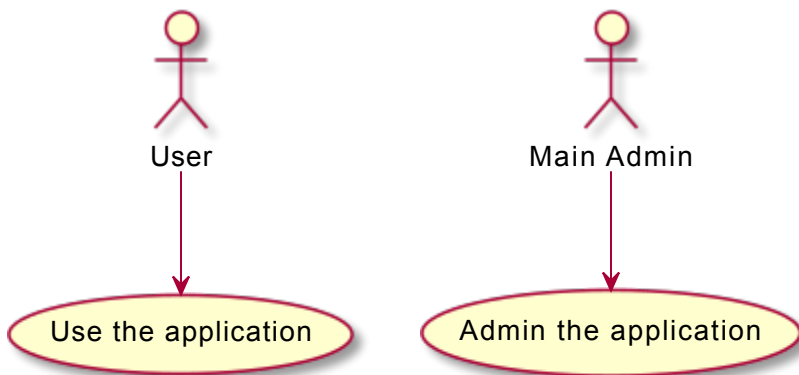 User
Main Admin
Use the application
Admin the application